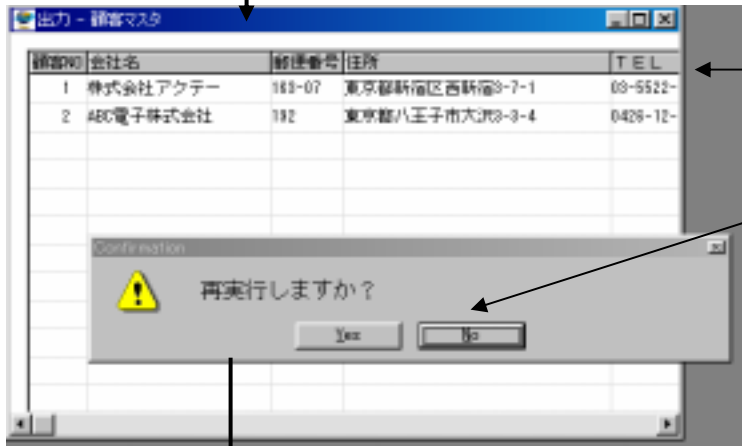 出力 - 顧客マスタ
顧客NO 会社名 郵便番号 住所 TEL
1 株式会社アクテー 163-07 東京都新宿区西新宿3-7-1 03-5522-
2 ABC電子株式会社 192 東京都八王子市大沢3-3-4 0426-12-
Confirmation
再実行しますか？
Yes No